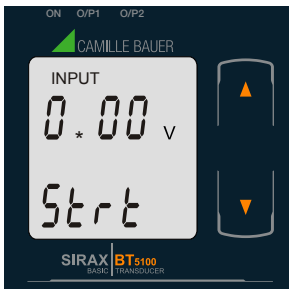 ON O/P1 O/P2
CAMILLE BAUER
INPUT
0.00 V
*
Strt
SIRAX BT5100
BASIC TRANSDUCER